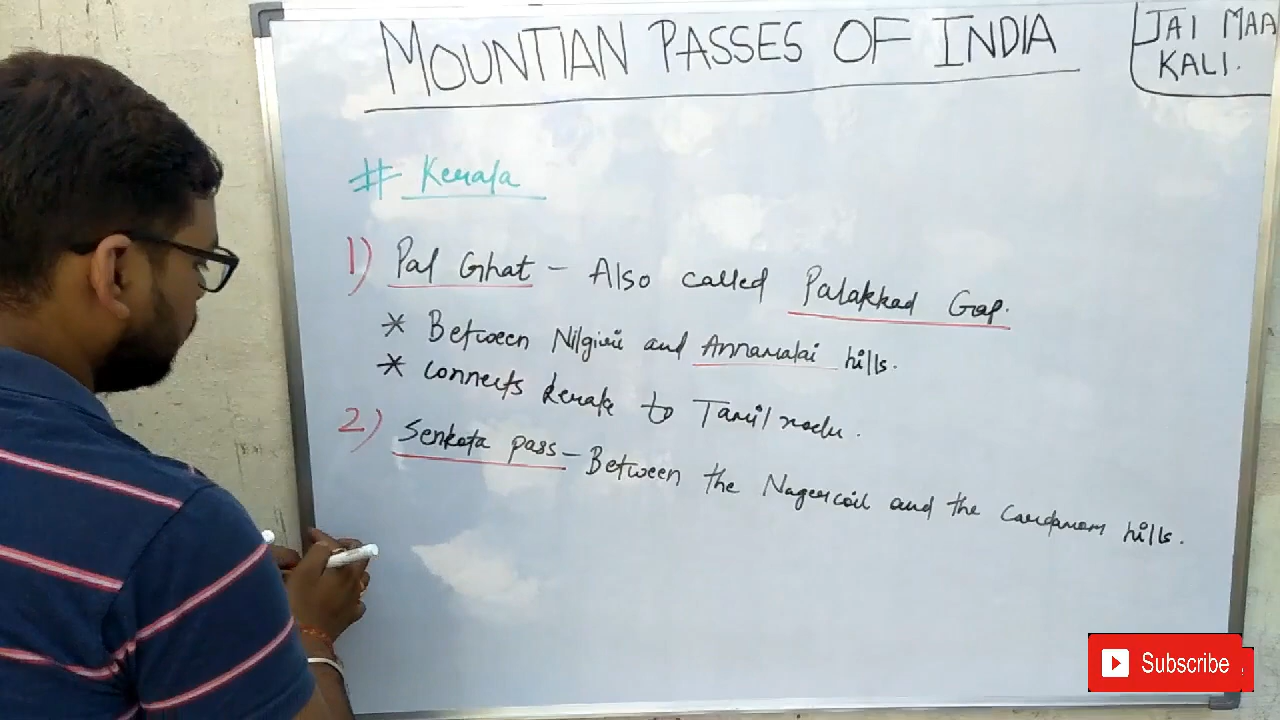 MOUNTIAN PASSES OF INDIA
JAI MAA
KALI.
# Kerala
1) Pal Ghat - Also called Palakkad Gap.
* Between Nilgiri and Annamalai hills.
* connects kerala to Tamil nadu.
2) Senkota pass - Between the Nagercoil and the Cardamom hills.
Subscribe